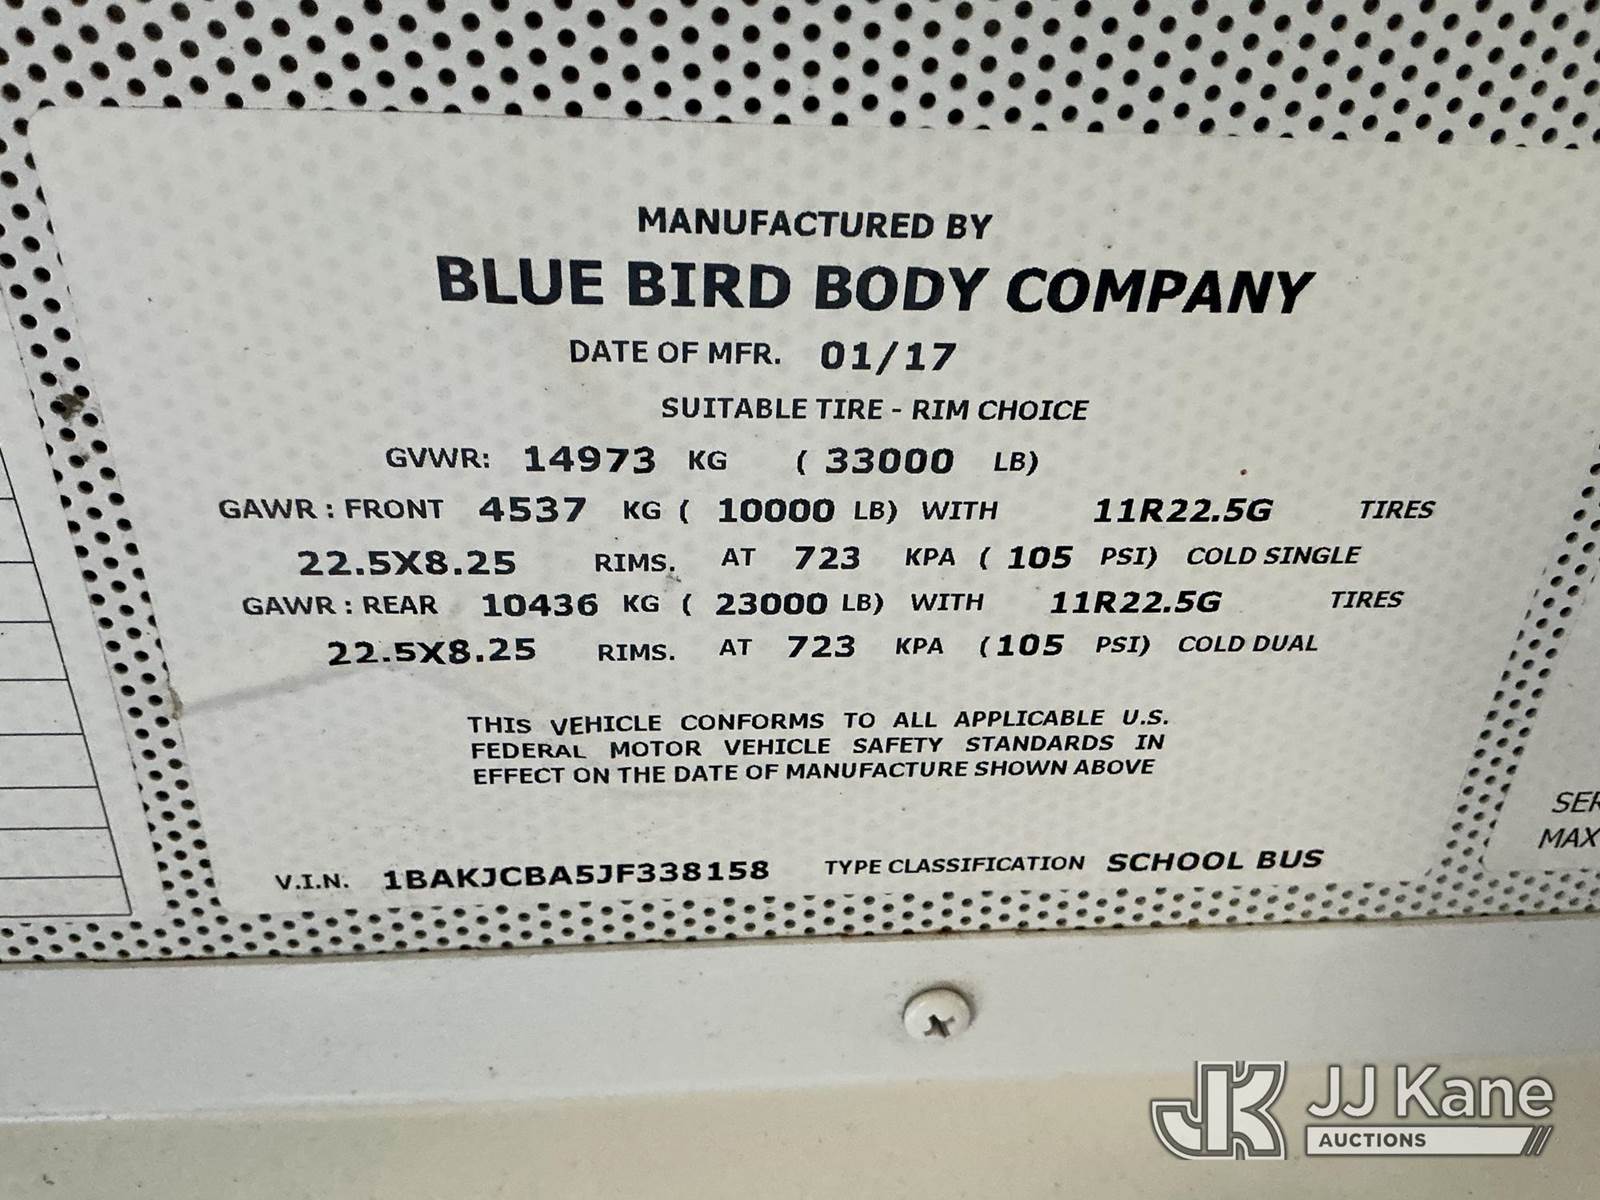 MANUFACTURED BY
BLUE BIRD BODY COMPANY
DATE OF MFR. 01/17
SUITABLE TIRE - RIM CHOICE
GVWR: 14973 KG ( 33000 LB)
GAWR : FRONT 4537 KG ( 10000 LB) WITH 11R22.5G TIRES
22.5X8.25 RIMS. AT 723 KPA ( 105 PSI) COLD SINGLE
GAWR : REAR 10436 KG ( 23000 LB) WITH 11R22.5G TIRES
22.5X8.25 RIMS. AT 723 KPA (105 PSI) COLD DUAL
THIS VEHICLE CONFORMS TO ALL APPLICABLE U.S.
FEDERAL MOTOR VEHICLE SAFETY STANDARDS IN
EFFECT ON THE DATE OF MANUFACTURE SHOWN ABOVE
V.I.N. 1BAKJCBA5JF338158 TYPE CLASSIFICATION SCHOOL BUS
MAX
JJ Kane
AUCTIONS